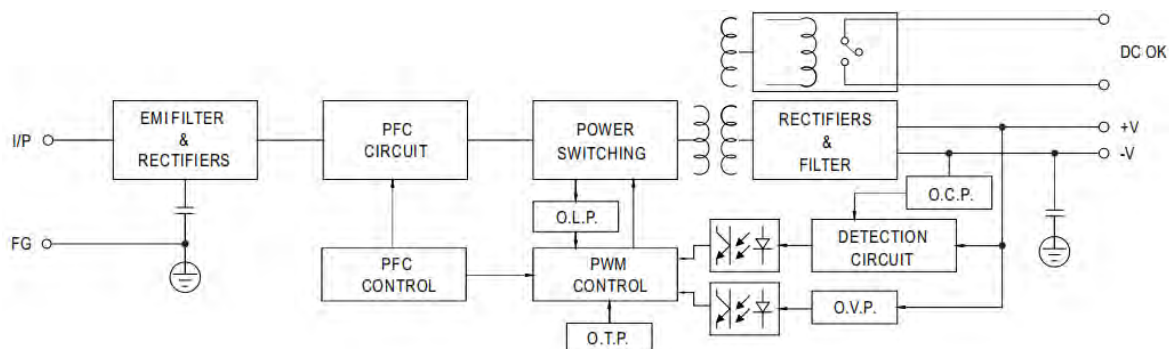 DC OK
I/P
EMI FILTER
&
RECTIFIERS
PFC
CIRCUIT
POWER
SWITCHING
RECTIFIERS
&
FILTER
+V
-V
O.L.P.
O.C.P.
FG
PFC
CONTROL
PWM
CONTROL
DETECTION
CIRCUIT
O.V.P.
O.T.P.